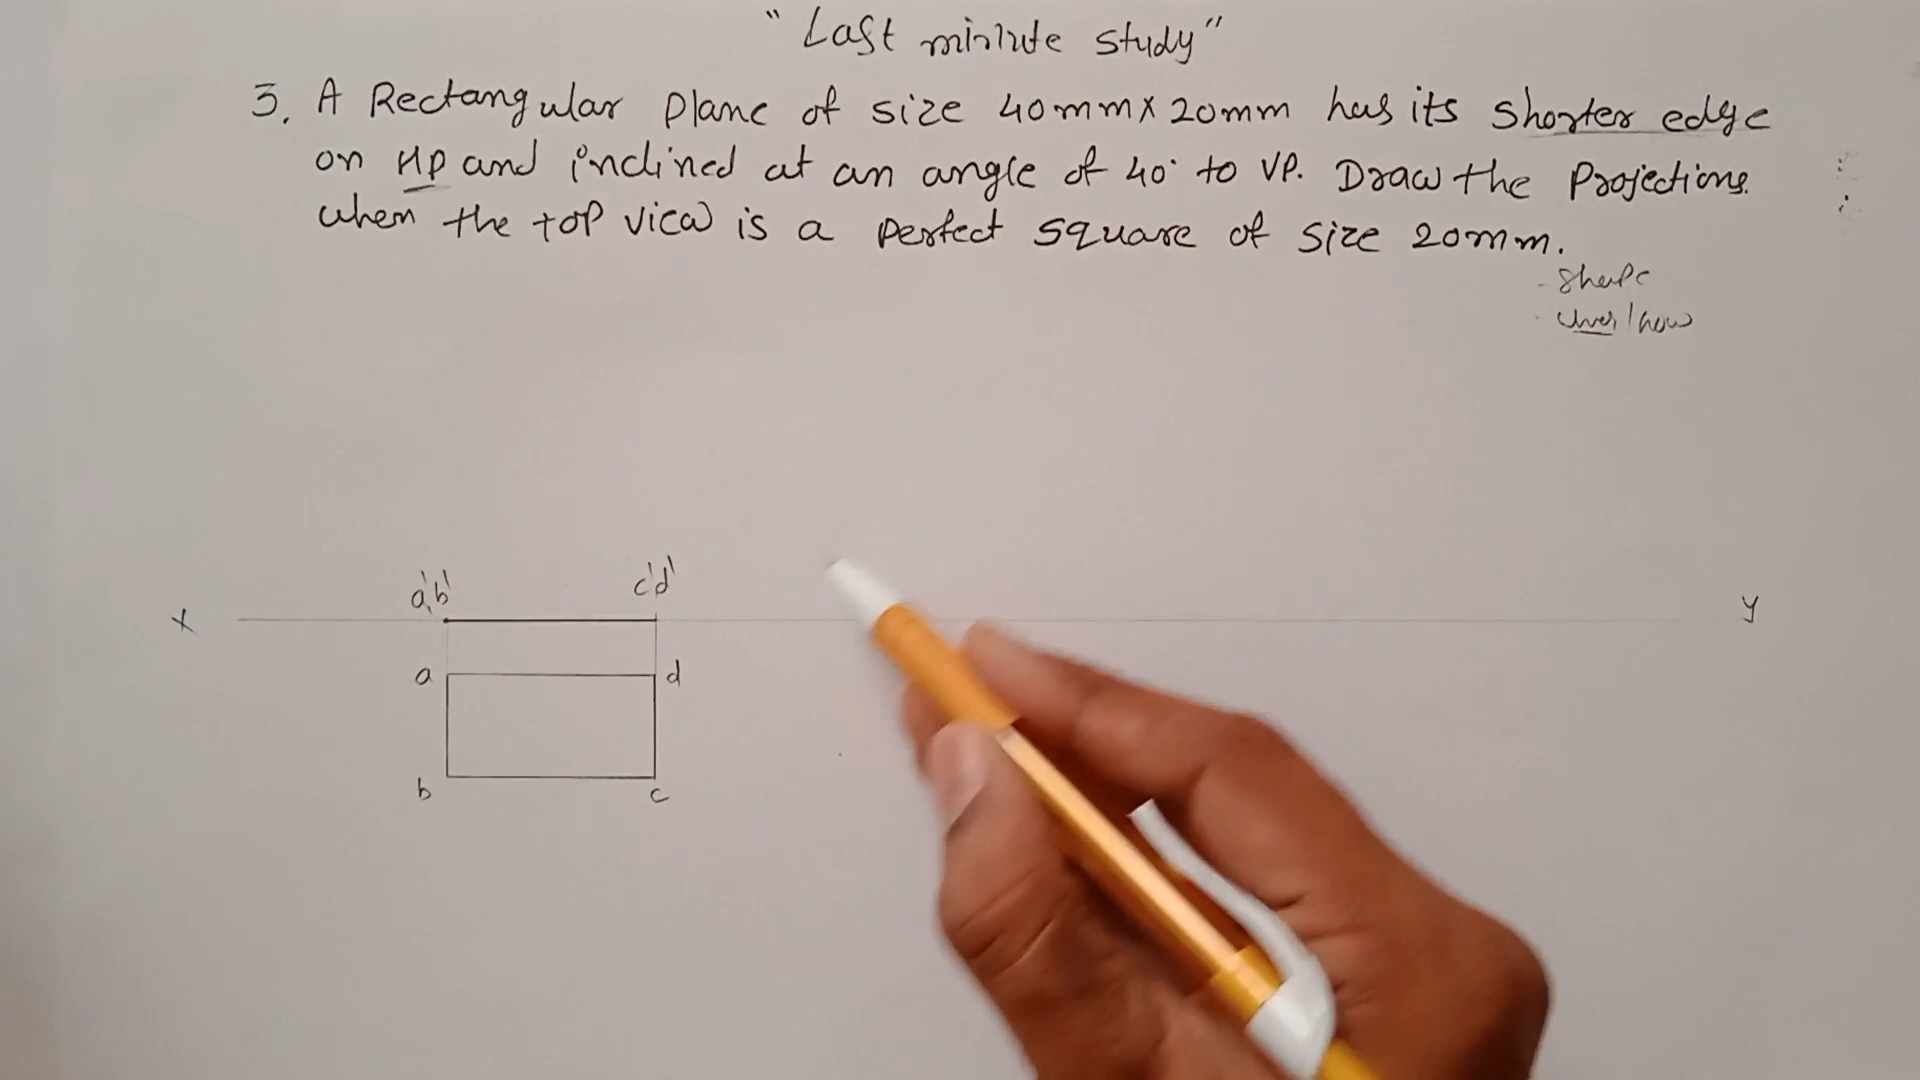 "Last minute study"
3. A Rectangular plane of size 40mm x 20mm has its shorter edge
on HP and inclined at an angle of 40° to VP. Draw the Projections
when the top view is a perfect square of size 20mm.
- shape
/how
a'b' c'd'
x y
a d
b c